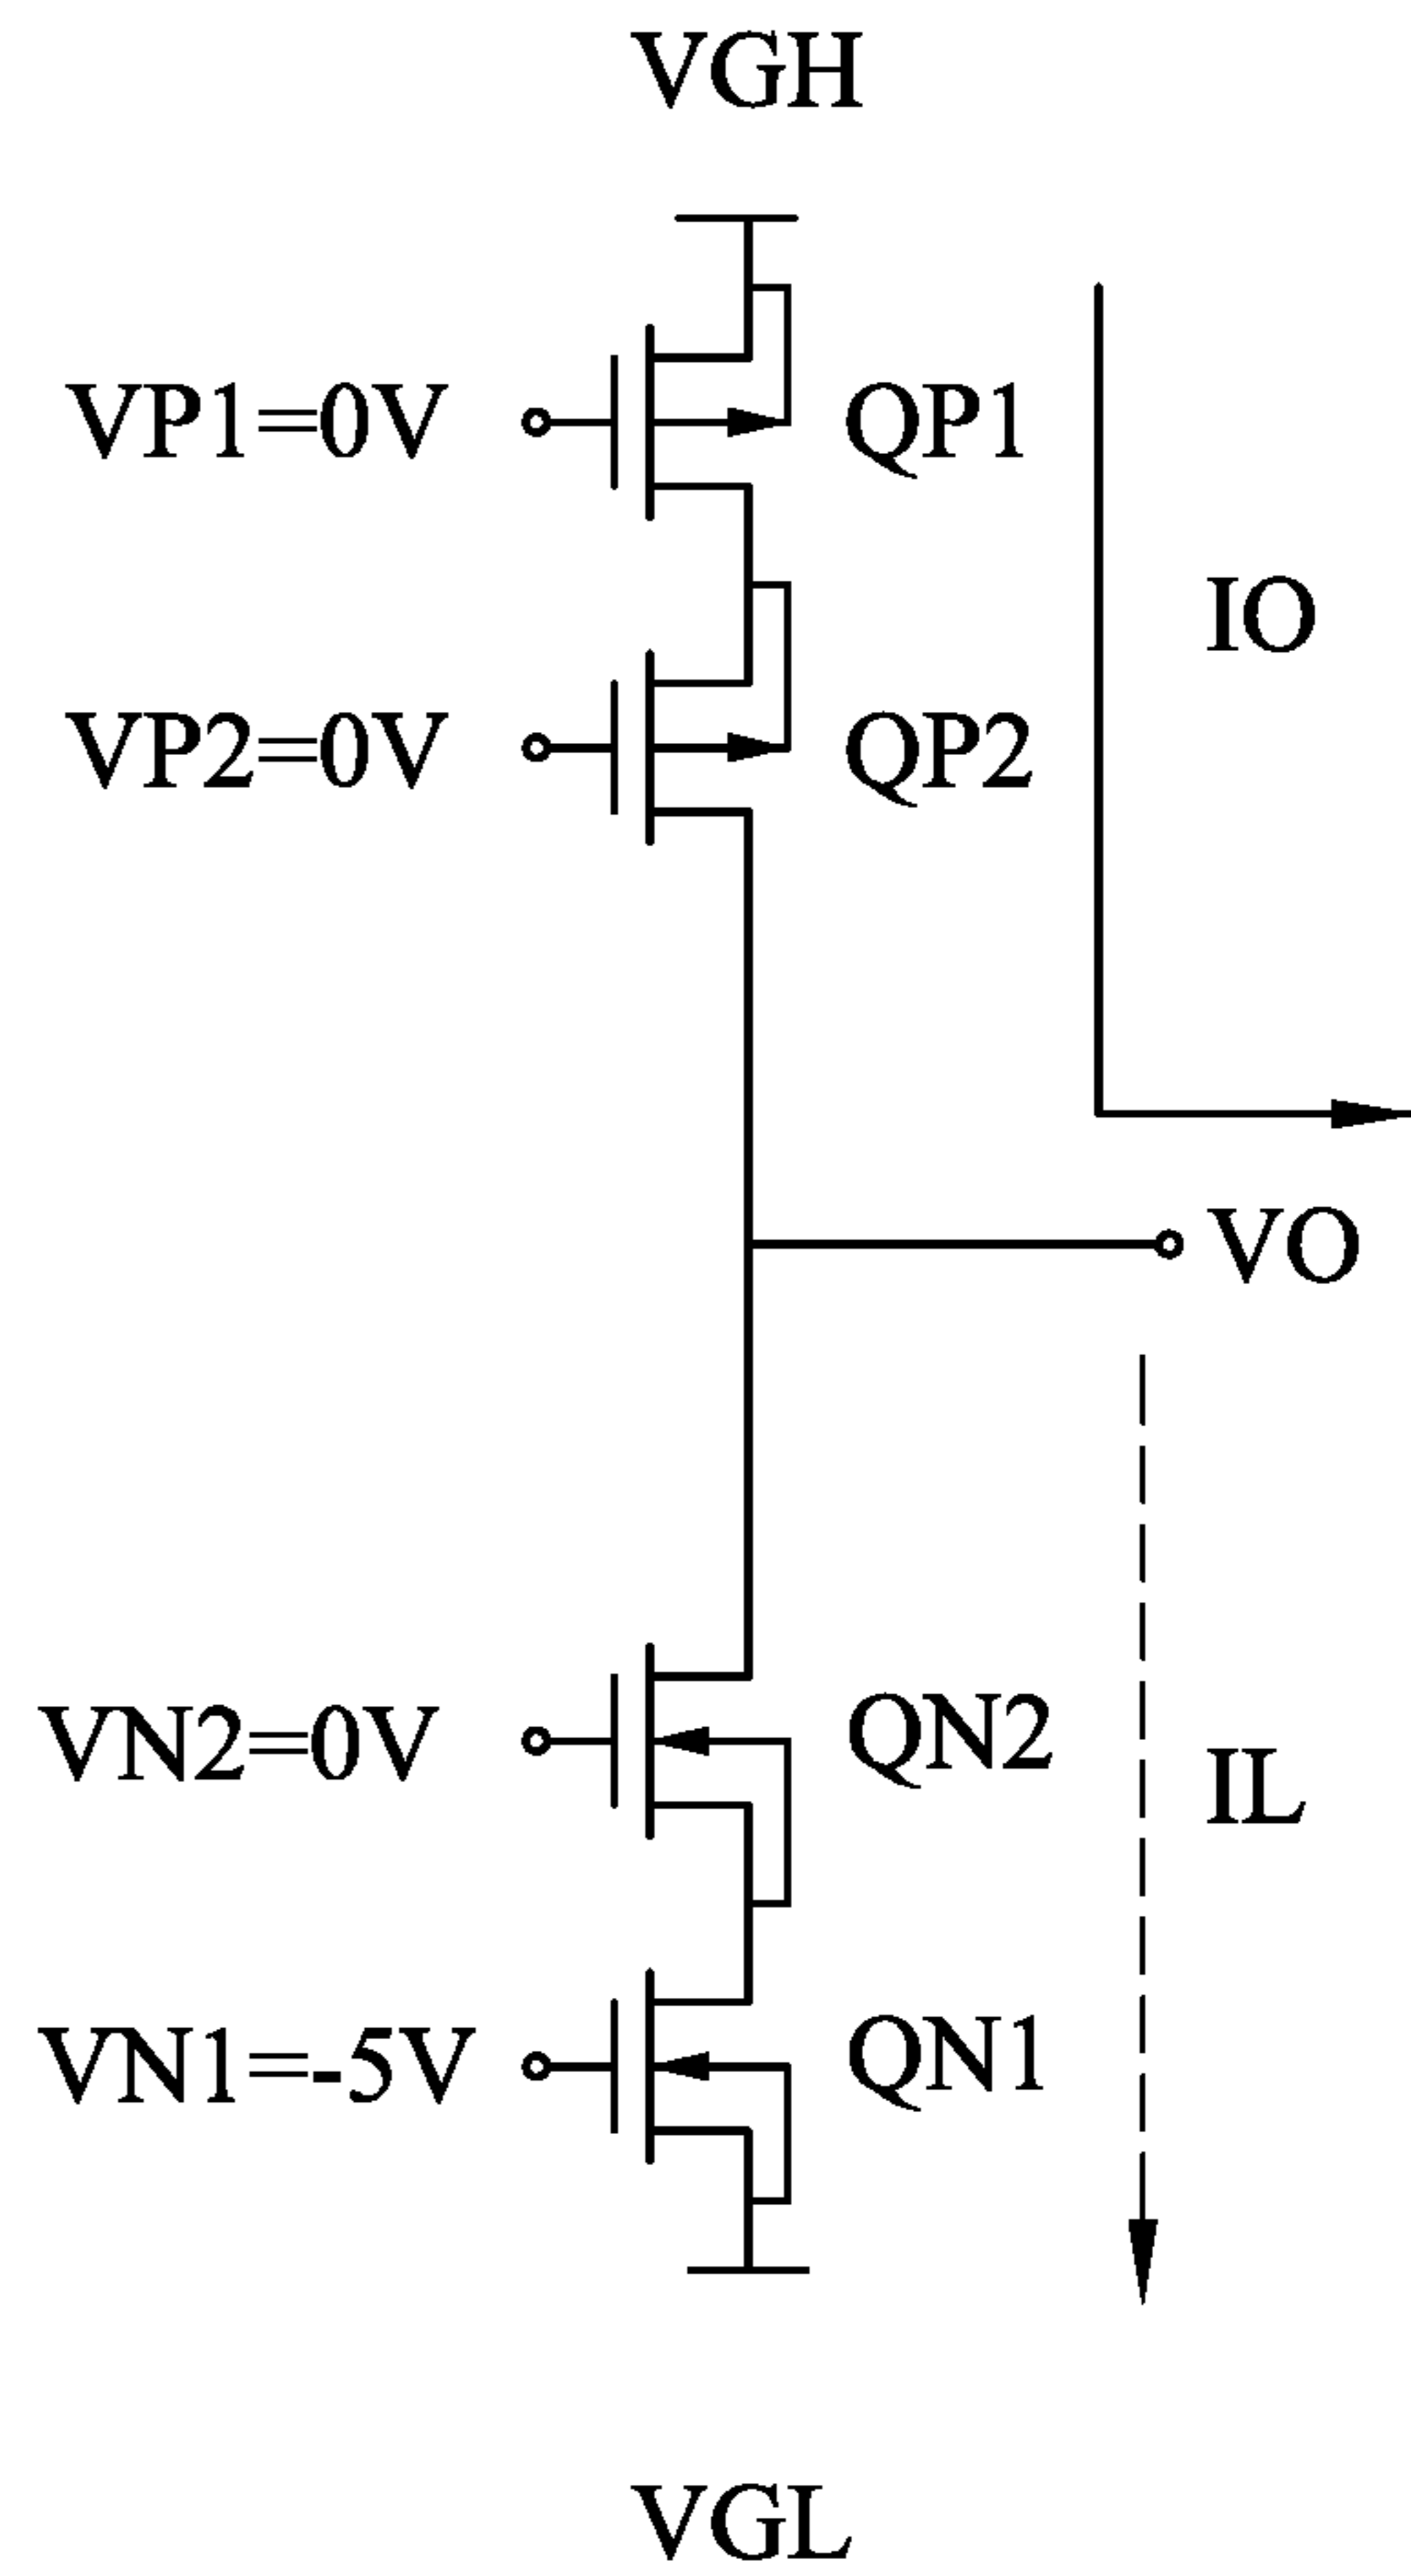 VGH
VP1=0V QP1
IO
VP2=0V QP2
VO
VN2=0V QN2
IL
VN1=-5V QN1
VGL